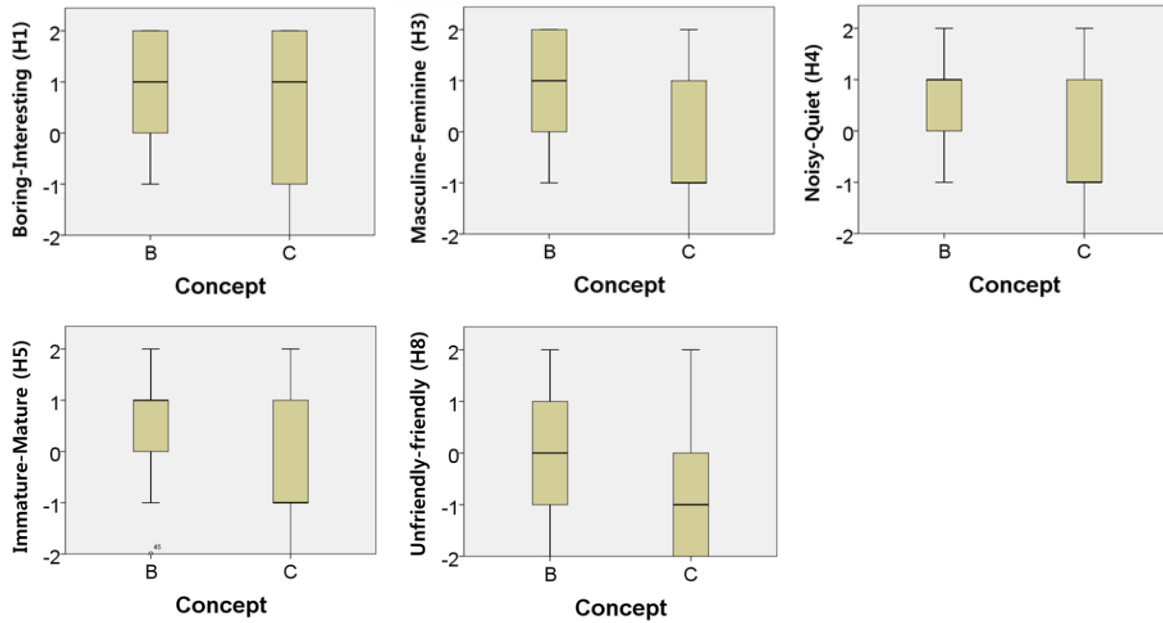 Boring-Interesting (H1)
2
1
0
-1
-2
B C
Concept
Masculine-Feminine (H3)
2
1
0
-1
-2
B C
Concept
Noisy-Quiet (H4)
2
1
0
-1
-2
B C
Concept
Immature-Mature (H5)
2
1
0
-1
-2
45
B C
Concept
Unfriendly-friendly (H8)
2
1
0
-1
-2
B C
Concept